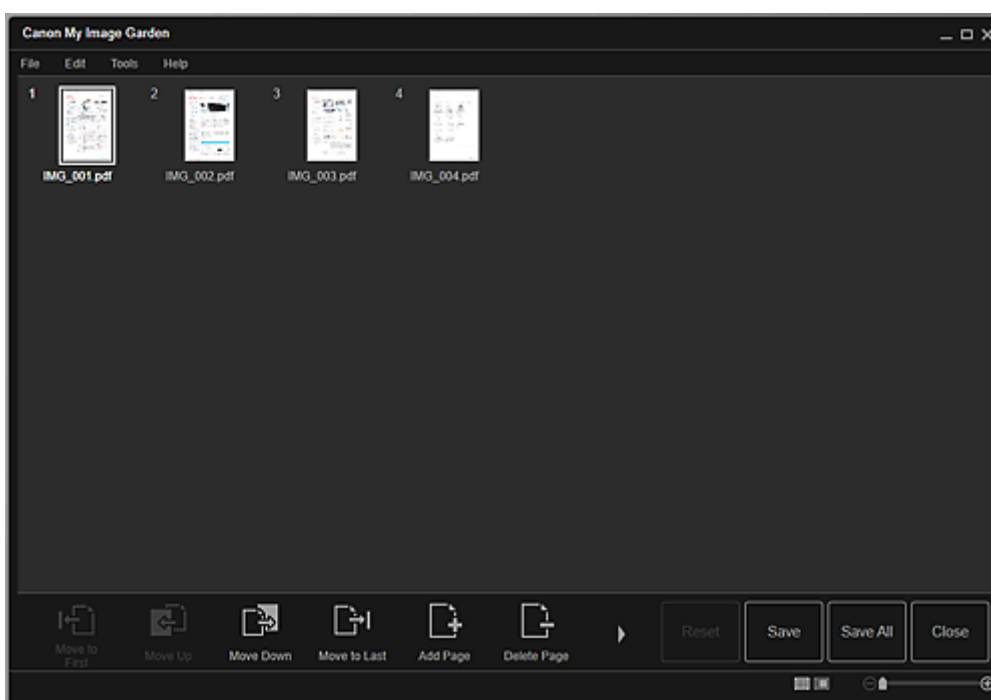 Canon My Image Garden
File Edit Tools Help
1 2 3 4
IMG_001.pdf IMG_002.pdf IMG_003.pdf IMG_004.pdf
Move to First Move Up Move Down Move to Last Add Page Delete Page Reset Save Save All Close